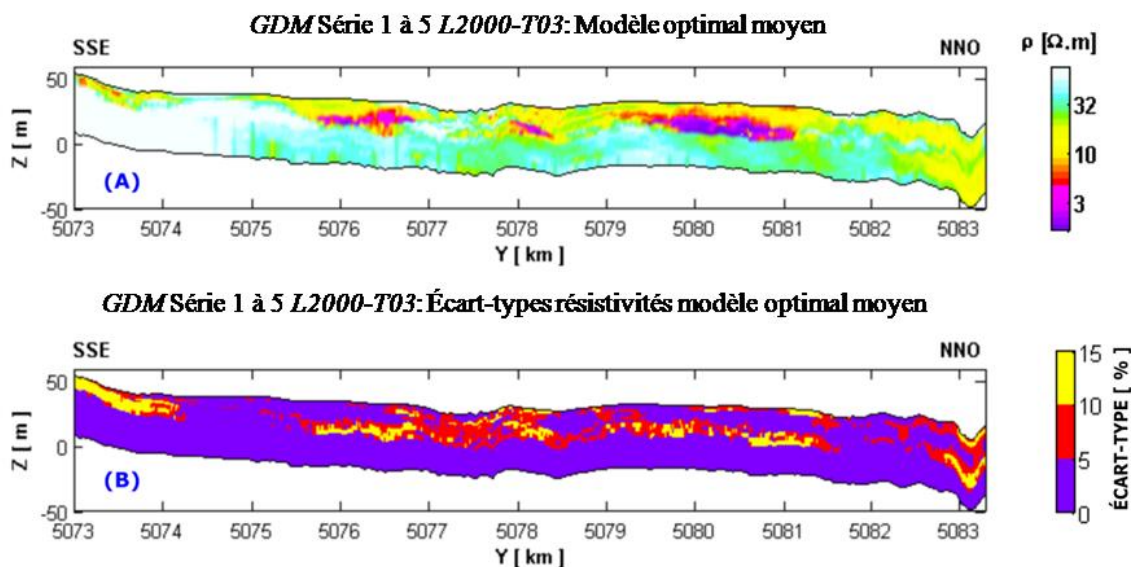 GDM Série 1 à 5 L2000-T03: Modèle optimal moyen
SSE
NNO
ρ [Ω.m]
50
0
-50
Z [ m ]
(A)
32
10
3
5073 5074 5075 5076 5077 5078 5079 5080 5081 5082 5083
Y [ km ]
GDM Série 1 à 5 L2000-T03: Écart-types résistivités modèle optimal moyen
SSE
NNO
50
0
-50
Z [ m ]
(B)
15
10
5
0
ÉCART-TYPE [ % ]
5073 5074 5075 5076 5077 5078 5079 5080 5081 5082 5083
Y [ km ]